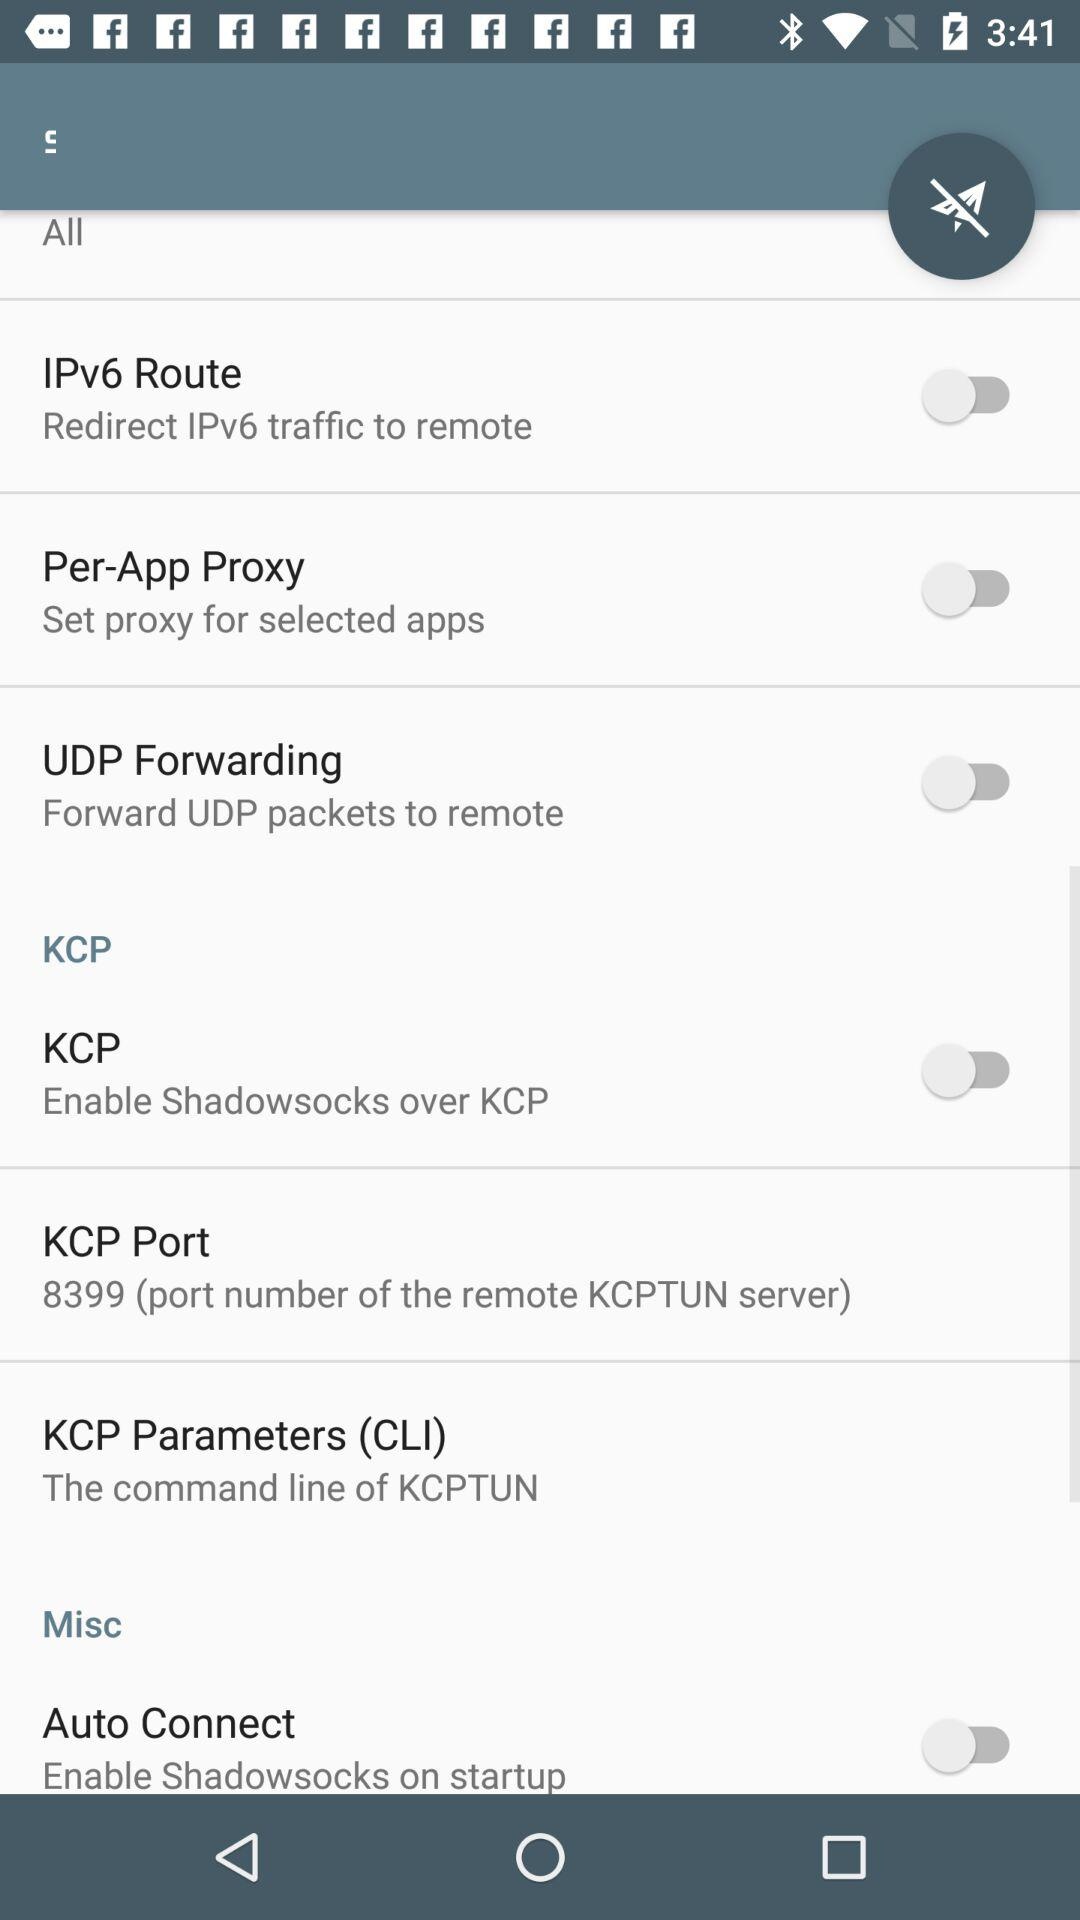 3:41
All
IPv6 Route
Redirect IPv6 traffic to remote
Per-App Proxy
Set proxy for selected apps
UDP Forwarding
Forward UDP packets to remote
KCP
KCP
Enable Shadowsocks over KCP
KCP Port
8399 (port number of the remote KCPTUN server)
KCP Parameters (CLI)
The command line of KCPTUN
Misc
Auto Connect
Enable Shadowsocks on startup